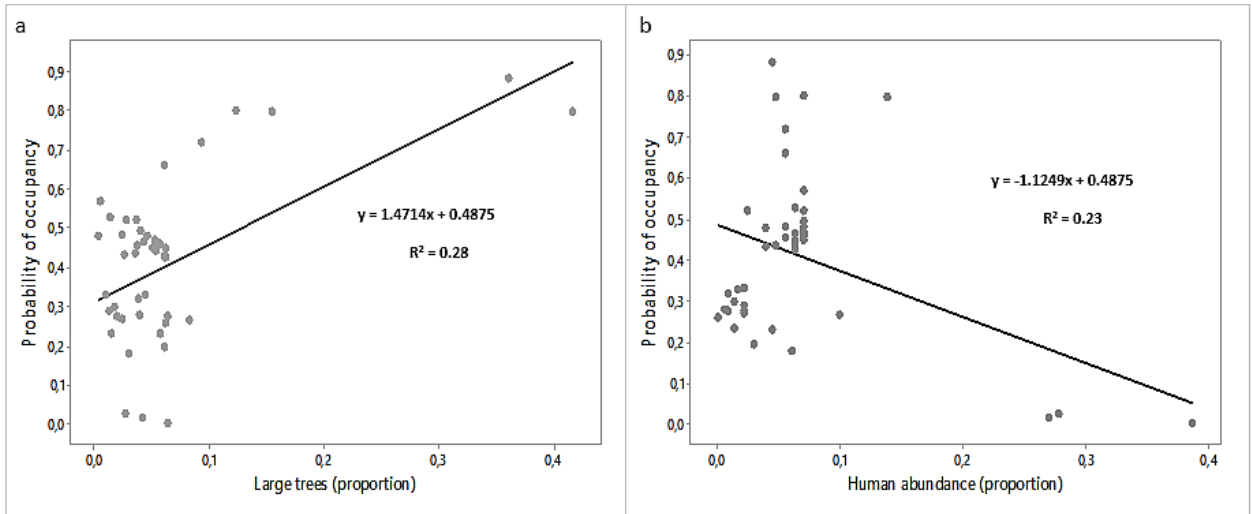 a
Probability of occupancy
0,9
0,8
0,7
0,6
0,5
0,4
0,3
0,2
0,1
0,0
y = 1.4714x + 0.4875
R² = 0.28
0,0 0,1 0,2 0,3 0,4
Large trees (proportion)
b
Probability of occupancy
0,9
0,8
0,7
0,6
0,5
0,4
0,3
0,2
0,1
0,0
y = -1.1249x + 0.4875
R² = 0.23
0,0 0,1 0,2 0,3 0,4
Human abundance (proportion)